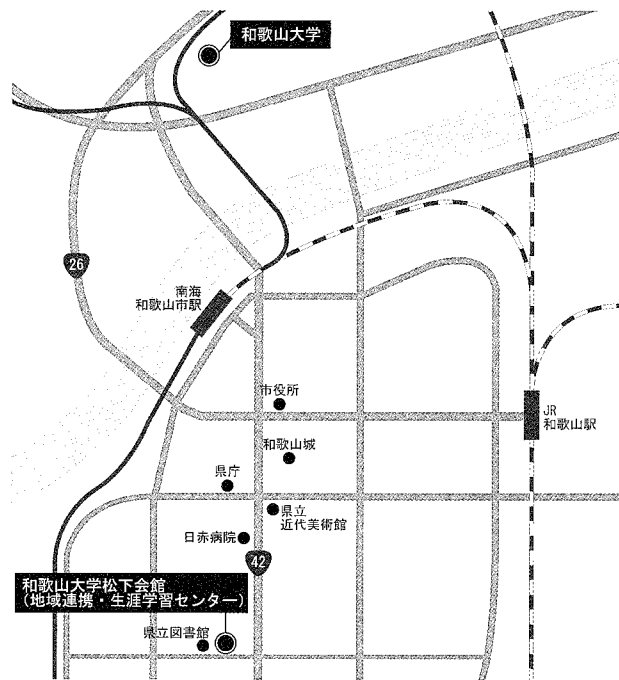 和歌山大学
26
南海
和歌山市駅
市役所
JR
和歌山駅
和歌山城
県庁
県立
近代美術館
日赤病院
42
和歌山大学松下会館
(地域連携・生涯学習センター)
県立図書館